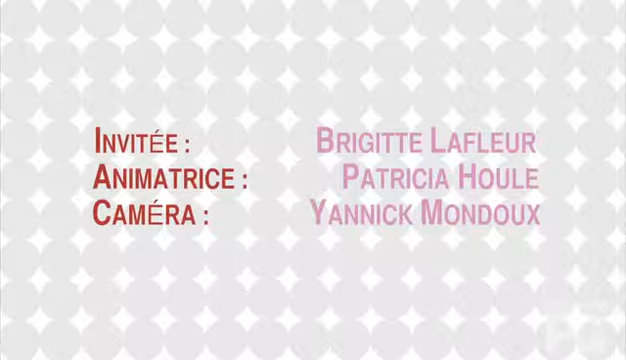 INVITÉE : BRIGITTE LAFLEUR
ANIMATRICE : PATRICIA HOULE
CAMÉRA : YANNICK MONDOUX